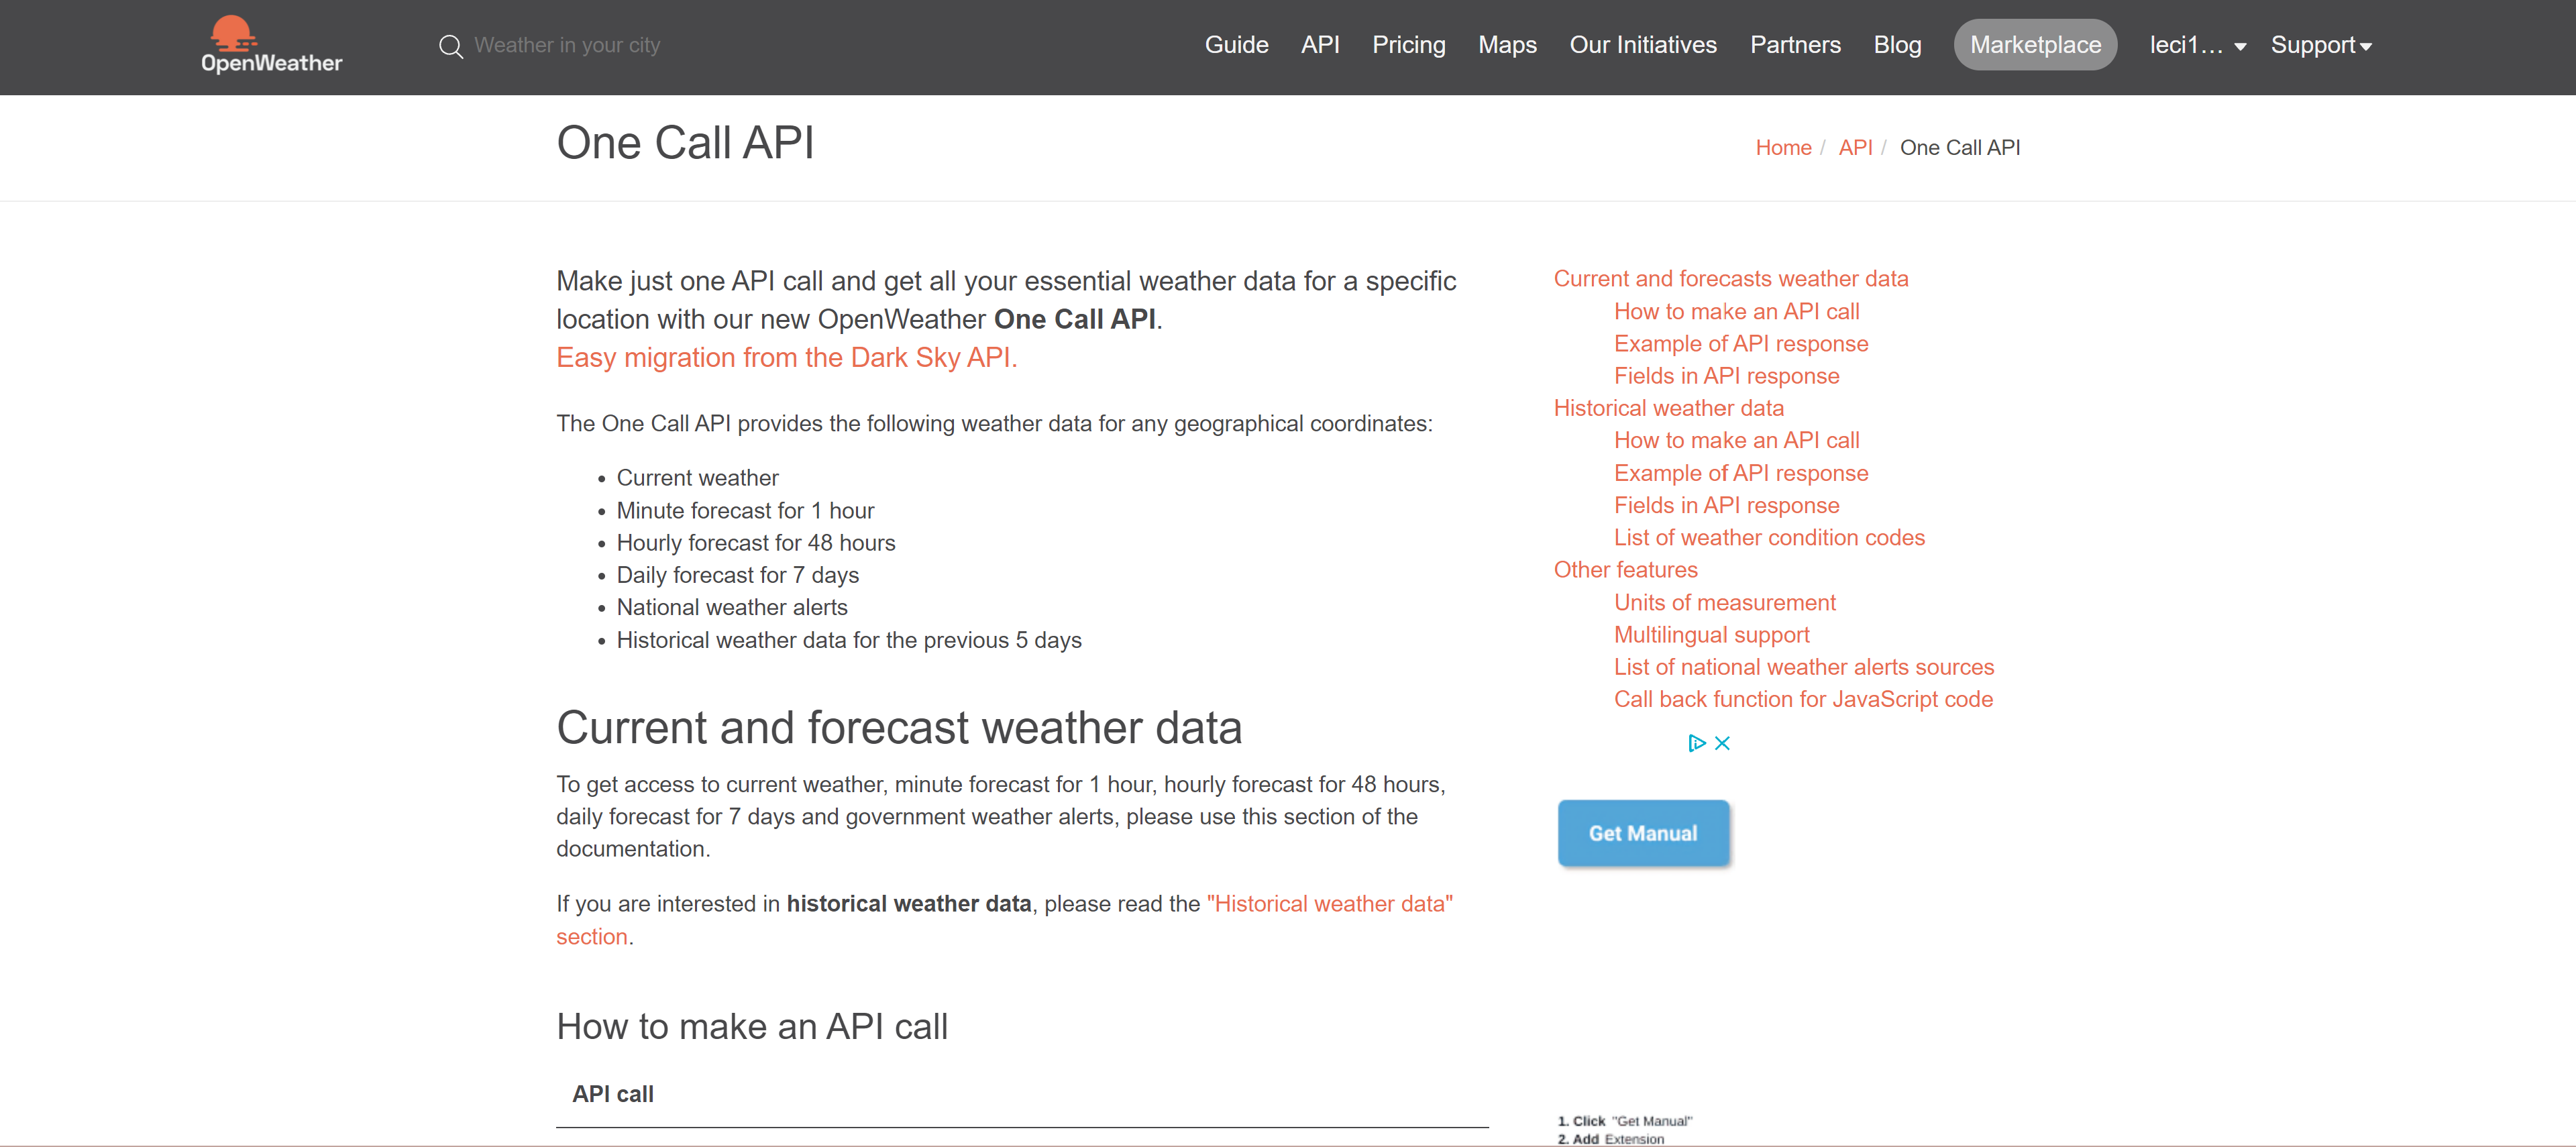 OpenWeather
Weather in your city
Guide API Pricing Maps Our Initiatives Partners Blog Marketplace leci1... Support
One Call API
Home / API / One Call API
Make just one API call and get all your essential weather data for a specific
location with our new OpenWeather One Call API.
Easy migration from the Dark Sky API.
The One Call API provides the following weather data for any geographical coordinates:
• Current weather
• Minute forecast for 1 hour
• Hourly forecast for 48 hours
• Daily forecast for 7 days
• National weather alerts
• Historical weather data for the previous 5 days
Current and forecast weather data
To get access to current weather, minute forecast for 1 hour, hourly forecast for 48 hours,
daily forecast for 7 days and government weather alerts, please use this section of the
documentation.
If you are interested in historical weather data, please read the "Historical weather data"
section.
How to make an API call
API call
Current and forecasts weather data
How to make an API call
Example of API response
Fields in API response
Historical weather data
How to make an API call
Example of API response
Fields in API response
List of weather condition codes
Other features
Units of measurement
Multilingual support
List of national weather alerts sources
Call back function for JavaScript code
Get Manual
1. Click "Get Manual"
2. Add Extension